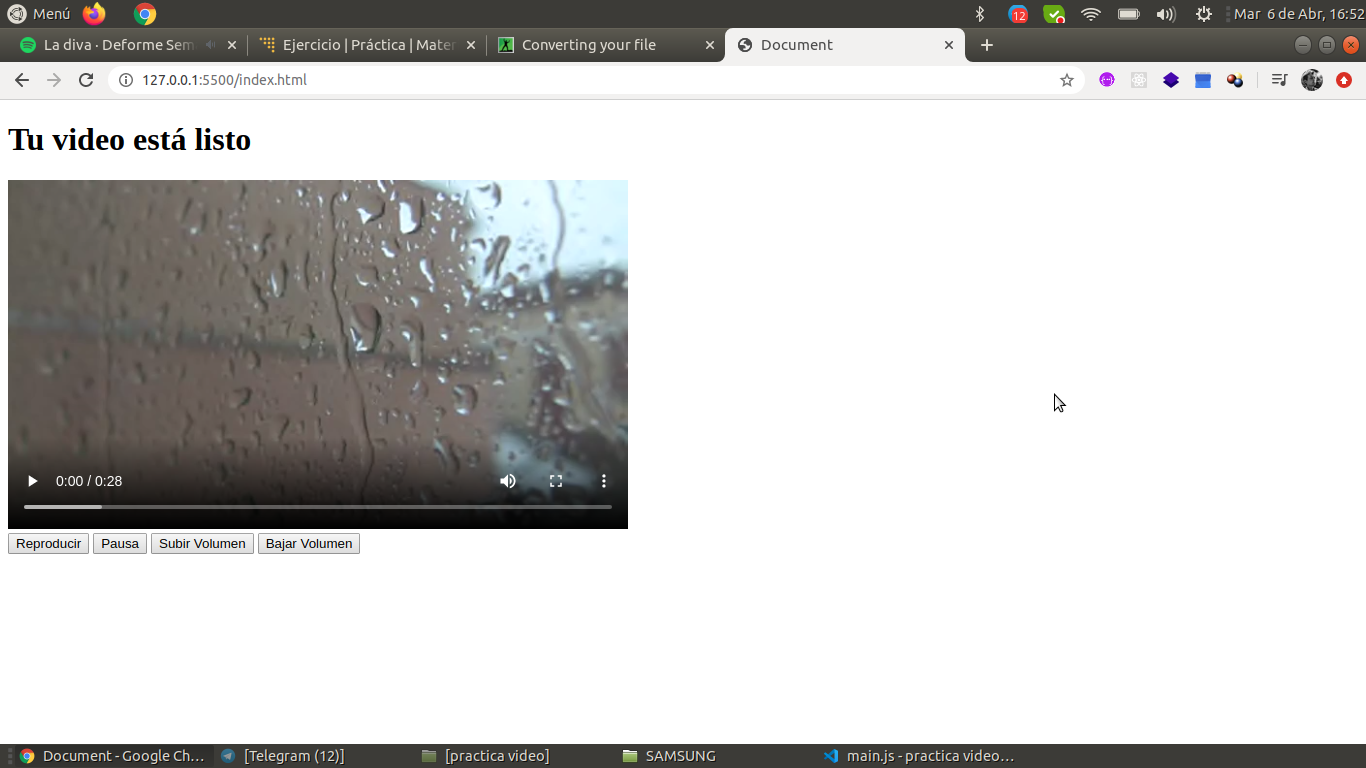 Menú
12
Mar 6 de Abr, 16:52
La diva · Deforme Sem
Ejercicio | Práctica | Mater
Converting your file
Document
127.0.0.1:5500/index.html
Tu video está listo
0:00 / 0:28
Reproducir
Pausa
Subir Volumen
Bajar Volumen
Document - Google Ch...
[Telegram (12)]
[practica video]
SAMSUNG
main.js - practica video...